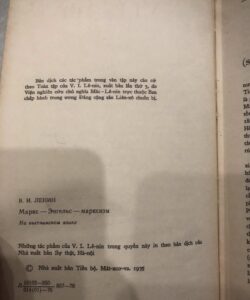 Bản dịch các tác phẩm trong văn tập này căn cứ
theo Toàn tập của V. I. Lê-nin, xuất bản lần thứ 5, do
Viện nghiên cứu chủ nghĩa Mác - Lê-nin trực thuộc Ban
chấp hành trung ương Đảng cộng sản Liên-xô chuẩn bị.
В. И. ЛЕНИН
Маркс — Энгельс — марксизм
На вьетнамском языке
Những tác phẩm của V. I. Lê-nin trong quyển này in theo bản dịch của
Nhà xuất bản Sự thật, Hà-nội
© Nhà xuất bản Tiến bộ. Mát-xcơ-va. 1976